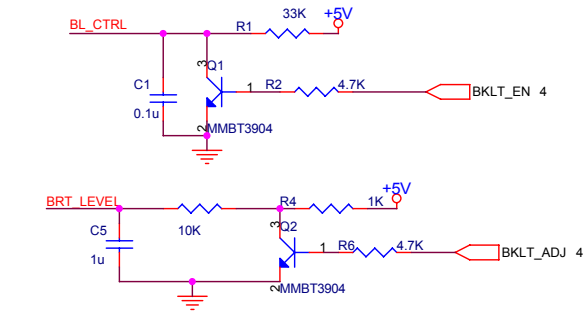 33K
+5V
BL_CTRL
R1
3
Q1
C1
1
R2
4.7K
BKLT_EN 4
0.1u
2
MMBT3904
+5V
BRT_LEVEL
R4
1K
3
Q2
C5
10K
1
R6
4.7K
BKLT_ADJ 4
1u
2
MMBT3904